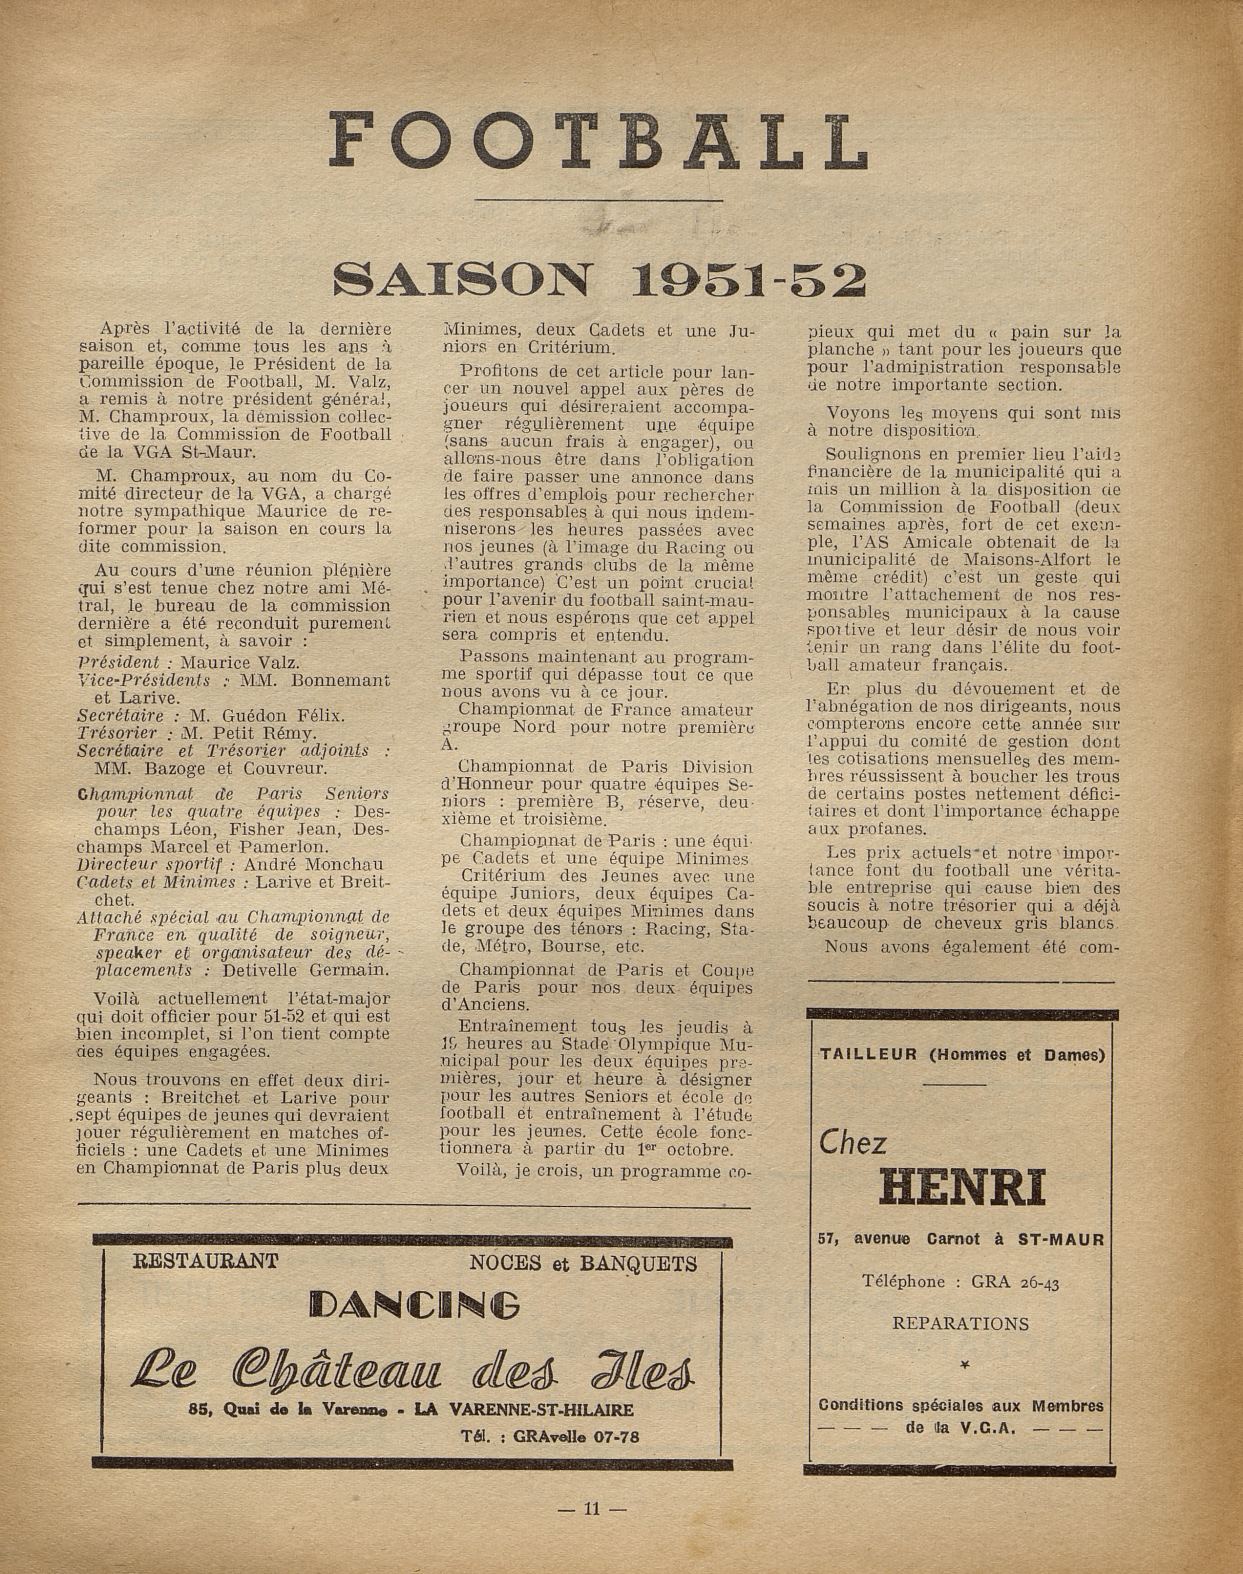 FOOTBALL
SAISON 1951-52
Après l'activité de la dernière
saison et, comme tous les ans à
pareille époque, le Président de la
Commission de Football, M. Valz,
a remis à notre président général,
M. Champroux, la démission collec-
tive de la Commission de Football
de la VGA St-Maur.
M. Champroux, au nom du Co-
mité directeur de la VGA, a chargé
notre sympathique Maurice de re-
former pour la saison en cours la
dite commission.
Au cours d'une réunion plénière
qui s'est tenue chez notre ami Mé-
tral, le bureau de la commission
dernière a été reconduit purement
et simplement, à savoir :
Président : Maurice Valz.
Vice-Présidents : MM. Bonnemant
et Larive.
Secrétaire : M. Guédon Félix.
Trésorier : M. Petit Rémy.
Secrétaire et Trésorier adjoints :
MM. Bazoge et Couvreur.
Championnat de Paris Seniors
pour les quatre équipes : Des-
champs Léon, Fisher Jean, Des-
champs Marcel et Pamerlon.
Directeur sportif : André Monchau
Cadets et Minimes : Larive et Breit-
chet.
Attaché spécial au Championnat de
France en qualité de soigneur,
speaker et organisateur des dé-
placements : Detivelle Germain.
Voilà actuellement l'état-major
qui doit officier pour 51-52 et qui est
bien incomplet, si l'on tient compte
des équipes engagées.
Nous trouvons en effet deux diri-
geants : Breitchet et Larive pour
sept équipes de jeunes qui devraient
jouer régulièrement en matches of-
ficiels : une Cadets et une Minimes
en Championnat de Paris plus deux
Minimes, deux Cadets et une Ju-
niors en Critérium.
Profitons de cet article pour lan-
cer un nouvel appel aux pères de
joueurs qui désireraient accompa-
gner régulièrement une équipe
(sans aucun frais à engager), ou
allons-nous être dans l'obligation
de faire passer une annonce dans
les offres d'emplois pour rechercher
des responsables à qui nous indem-
niserons les heures passées avec
nos jeunes (à l'image du Racing ou
d'autres grands clubs de la même
importance) C'est un point crucial
pour l'avenir du football saint-mau-
rien et nous espérons que cet appel
sera compris et entendu.
Passons maintenant au program-
me sportif qui dépasse tout ce que
nous avons vu à ce jour.
Championnat de France amateur
groupe Nord pour notre première
A.
Championnat de Paris Division
d'Honneur pour quatre équipes Se-
niors : première B, réserve, deu-
xième et troisième.
Championnat de Paris : une équi-
pe Cadets et une équipe Minimes.
Critérium des Jeunes avec une
équipe Juniors, deux équipes Ca-
dets et deux équipes Minimes dans
le groupe des ténors : Racing, Sta-
de, Métro, Bourse, etc.
Championnat de Paris et Coupe
de Paris pour nos deux équipes
d'Anciens.
Entraînement tous les jeudis à
heures au Stade Olympique Mu-
nicipal pour les deux équipes pre-
mières, jour et heure à désigner
pour les autres Seniors et école de
football et entraînement à l'étude
pour les jeunes. Cette école fonc-
tionnera à partir du 1er octobre.
Voilà, je crois, un programme co-
pieux qui met du « pain sur la
planche » tant pour les joueurs que
pour l'administration responsable
de notre importante section.
Voyons les moyens qui sont mis
à notre disposition.
Soulignons en premier lieu l'aide
financière de la municipalité qui a
mis un million à la disposition de
la Commission de Football (deux
semaines après, fort de cet exem-
ple, l'AS Amicale obtenait de la
municipalité de Maisons-Alfort le
même crédit) c'est un geste qui
montre l'attachement de nos res-
ponsables municipaux à la cause
sportive et leur désir de nous voir
tenir un rang dans l'élite du foot-
ball amateur français.
En plus du dévouement et de
l'abnégation de nos dirigeants, nous
compterons encore cette année sur
l'appui du comité de gestion dont
les cotisations mensuelles des mem-
bres réussissent à boucher les trous
de certains postes nettement défici-
taires et dont l'importance échappe
aux profanes.
Les prix actuels et notre impor-
tance font du football une vérita-
ble entreprise qui cause bien des
soucis à notre trésorier qui a déjà
beaucoup de cheveux gris blancs.
Nous avons également été com-
TAILLEUR (Hommes et Dames)
Chez
HENRI
57, avenue Carnot à ST-MAUR
Téléphone : GRA 26-43
REPARATIONS
*
Conditions spéciales aux Membres
— — — de la V.G.A. — — —
RESTAURANT NOCES et BANQUETS
DANCING
Le Château des Iles
85, Quai de la Varenne - LA VARENNE-ST-HILAIRE
Tél. : GRAvelle 07-78
— 11 —